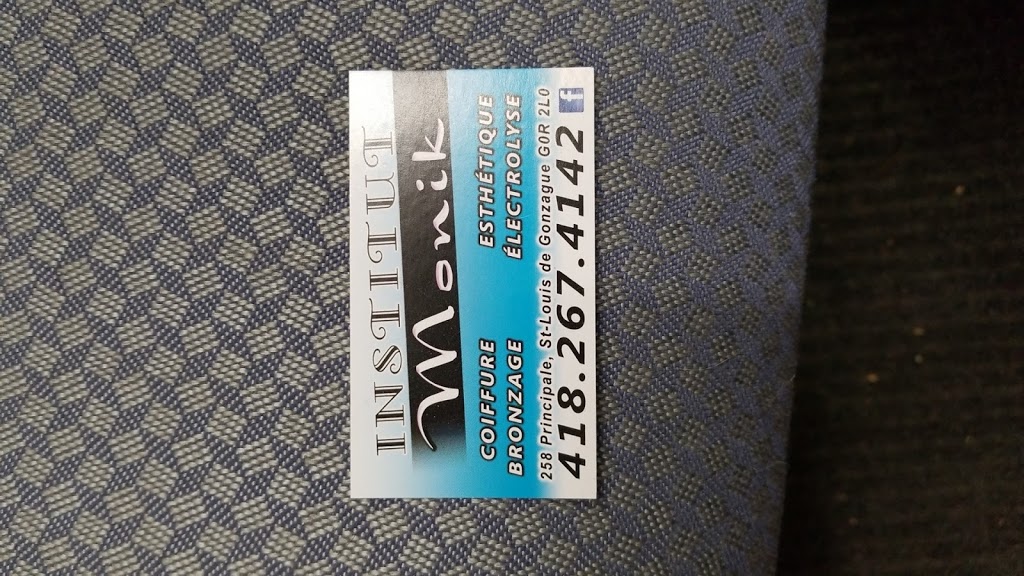 INSTITUT
Monik
COIFFURE ESTHÉTIQUE
BRONZAGE ÉLECTROLYSE
258 Principale, St-Louis de Gonzague G0R 2L0
418.267.4142 f